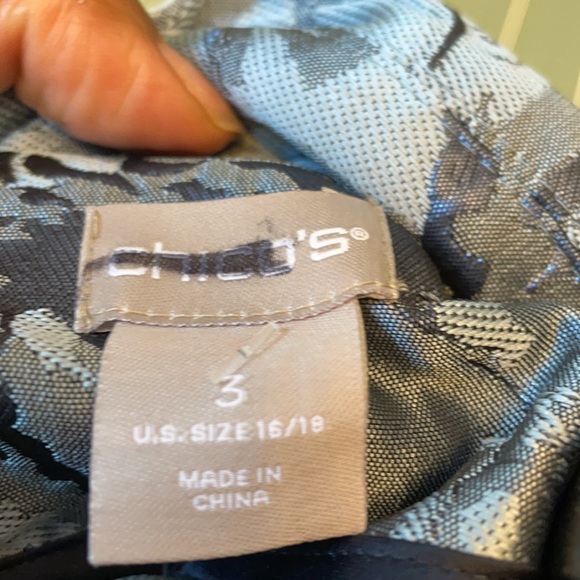 chico's®
3
U.S. SIZE 16/18
MADE IN
CHINA